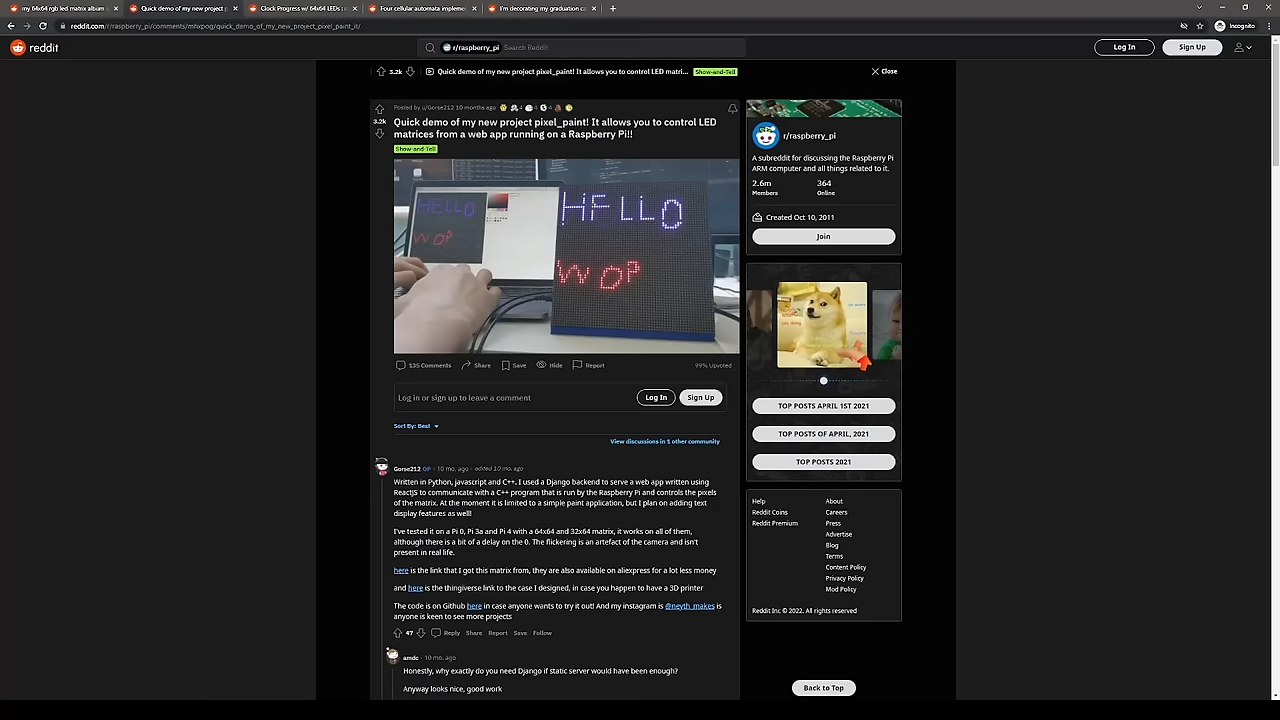 my 64x64 rgb led matrix album
Quick demo of my new project p
Clock Progress w/ 64x64 LEDs
Four cellular automata impleme
I'm decorating my graduation c
reddit.com/r/raspberry_pi/comments/mhxpog/quick_demo_of_my_new_project_pixel_paint_it/
Incognito
reddit
r/raspberry_pi
Search Reddit
Log In
Sign Up
3.2k
Quick demo of my new project pixel_paint! It allows you to control LED matri...
Show-and-Tell
Close
Posted by u/Gorse212 10 months ago
3.2k
Quick demo of my new project pixel_paint! It allows you to control LED
matrices from a web app running on a Raspberry Pi!!
Show-and-Tell
HELLO
WOP
HELLO
WOP
135 Comments
Share
Save
Hide
Report
99% Upvoted
Log in or sign up to leave a comment
Log In
Sign Up
Sort By: Best
View discussions in 1 other community
Gorse212 OP · 10 mo. ago · edited 10 mo. ago
Written in Python, javascript and C++. I used a Django backend to serve a web app written using
ReactJS to communicate with a C++ program that is run by the Raspberry Pi and controls the pixels
of the matrix. At the moment it is limited to a simple paint application, but I plan on adding text
display features as well!
I've tested it on a Pi 0, Pi 3a and Pi 4 with a 64x64 and 32x64 matrix, it works on all of them,
although there is a bit of a delay on the 0. The flickering is an artefact of the camera and isn't
present in real life.
here is the link that I got this matrix from, they are also available on aliexpress for a lot less money
and here is the thingiverse link to the case I designed, in case you happen to have a 3D printer
The code is on Github here in case anyone wants to try it out! And my instagram is @neyth_makes is
anyone is keen to see more projects
47
Reply
Share
Report
Save
Follow
amdc · 10 mo. ago
Honestly, why exactly do you need Django if static server would have been enough?
Anyway looks nice, good work
r/raspberry_pi
A subreddit for discussing the Raspberry Pi
ARM computer and all things related to it.
2.6m
364
Members
Online
Created Oct 10, 2011
Join
TOP POSTS APRIL 1ST 2021
TOP POSTS OF APRIL, 2021
TOP POSTS 2021
Help
About
Reddit Coins
Careers
Reddit Premium
Press
Advertise
Blog
Terms
Content Policy
Privacy Policy
Mod Policy
Reddit Inc © 2022. All rights reserved
Back to Top